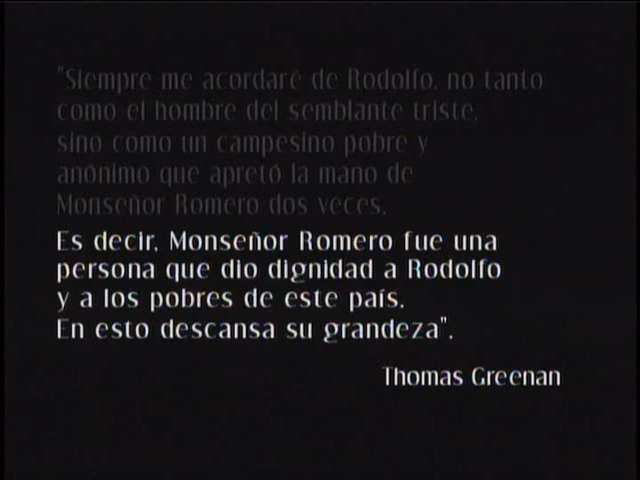 "Siempre me acordaré de Rodolfo, no tanto
como el hombre del semblante triste,
sino como un campesino pobre y
anónimo que apretó la mano de
Monseñor Romero dos veces.
Es decir, Monseñor Romero fue una
persona que dio dignidad a Rodolfo
y a los pobres de este país.
En esto descansa su grandeza".
Thomas Greenan